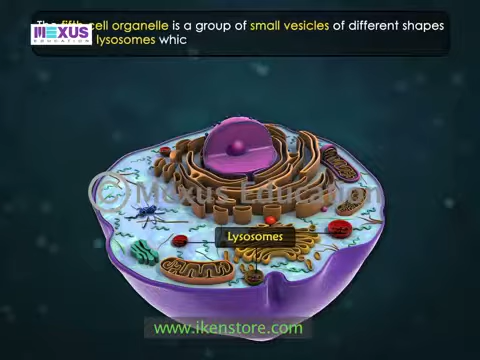 The fifth cell organelle is a group of small vesicles of different shapes
MEXUS
EDUCATION
lysosomes whic
© Mexus Education
Lysosomes
www.ikenstore.com